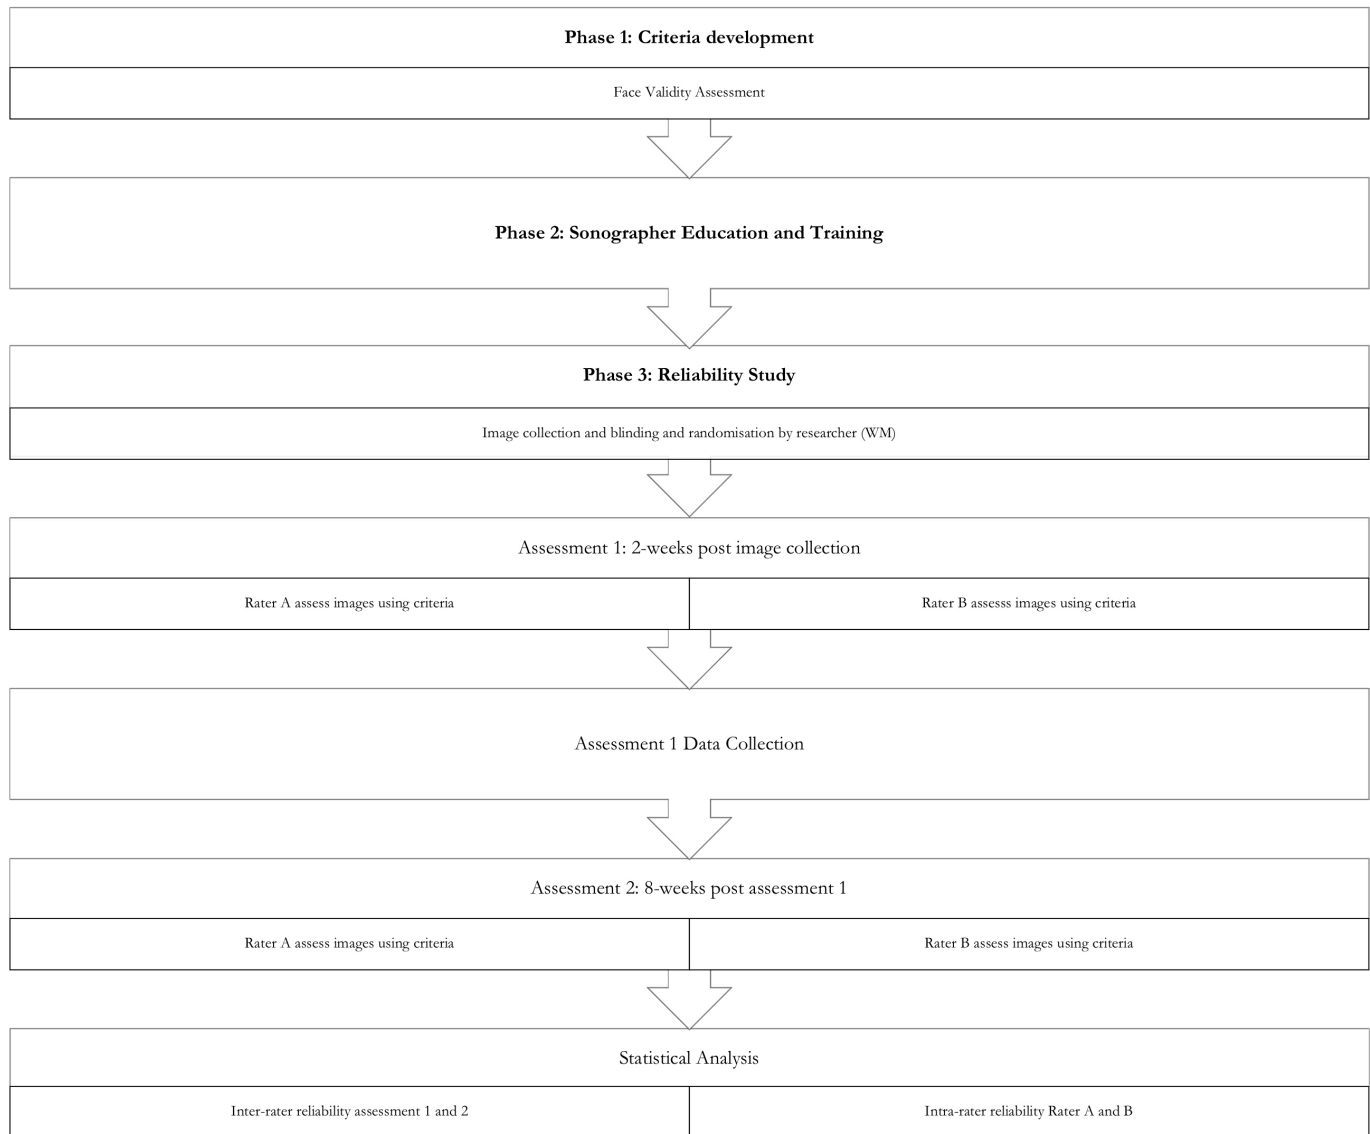 Phase 1: Criteria development
Face Validity Assessment
Phase 2: Sonographer Education and Training
Phase 3: Reliability Study
Image collection and blinding and randomisation by researcher (WM)
Assessment 1: 2-weeks post image collection
Rater A assess images using criteria
Rater B assesss images using criteria
Assessment 1 Data Collection
Assessment 2: 8-weeks post assessment 1
Rater A assess images using criteria
Rater B assess images using criteria
Statistical Analysis
Inter-rater reliability assessment 1 and 2
Intra-rater reliability Rater A and B